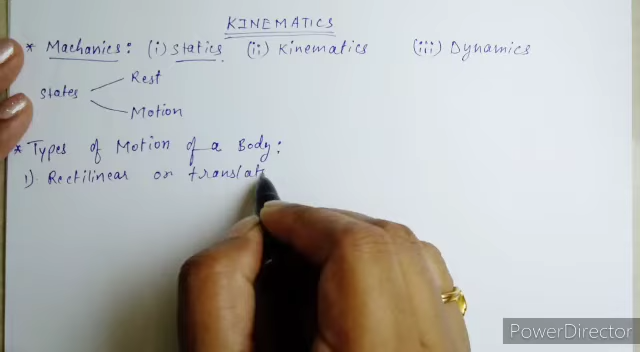 KINEMATICS
* Mechanics: (i) Statics (ii) Kinematics (iii) Dynamics
States Rest
Motion
* Types of Motion of a Body:
1). Rectilinear or translat
PowerDirector